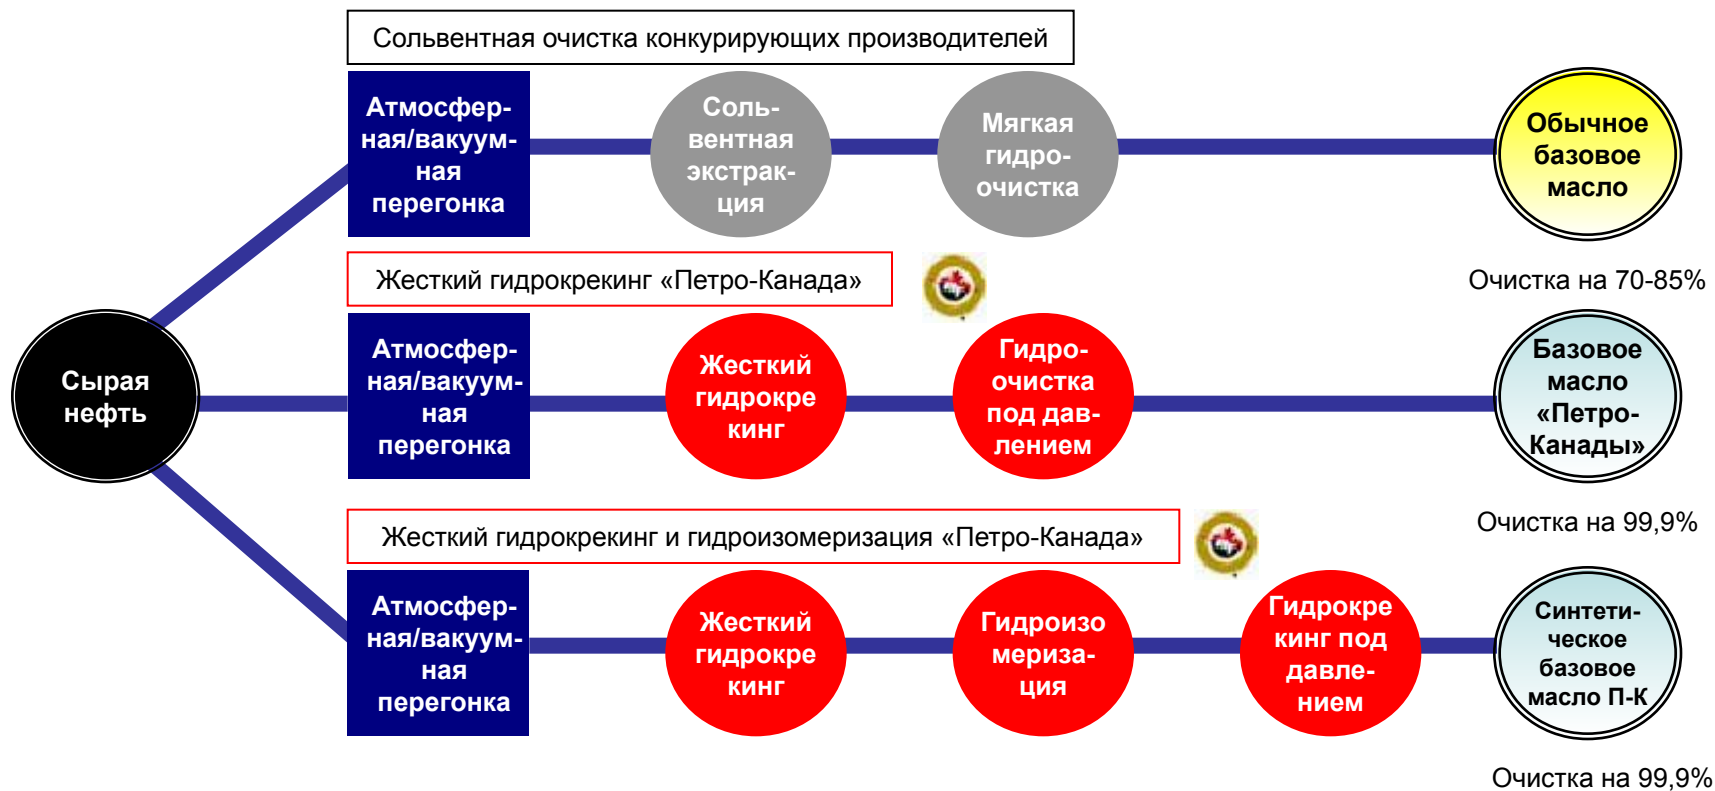 Сольвентная очистка конкурирующих производителей
Атмосфер-
ная/вакуум-
ная
перегонка
Соль-
вентная
экстрак-
ция
Мягкая
гидро-
очистка
Обычное
базовое
масло
Очистка на 70-85%
Сырая
нефть
Жесткий гидрокрекинг «Петро-Канада»
Атмосфер-
ная/вакуум-
ная
перегонка
Жесткий
гидрокре
кинг
Гидро-
очистка
под дав-
лением
Базовое
масло
«Петро-
Канады»
Очистка на 99,9%
Жесткий гидрокрекинг и гидроизомеризация «Петро-Канада»
Атмосфер-
ная/вакуум-
ная
перегонка
Жесткий
гидрокре
кинг
Гидроизо
мериза-
ция
Гидрокре
кинг под
давле-
нием
Синтети-
ческое
базовое
масло П-К
Очистка на 99,9%